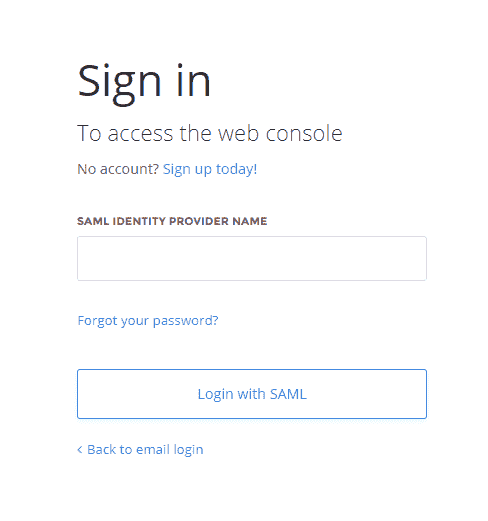 Sign in
To access the web console
No account? Sign up today!
SAML IDENTITY PROVIDER NAME
Forgot your password?
Login with SAML
‹ Back to email login